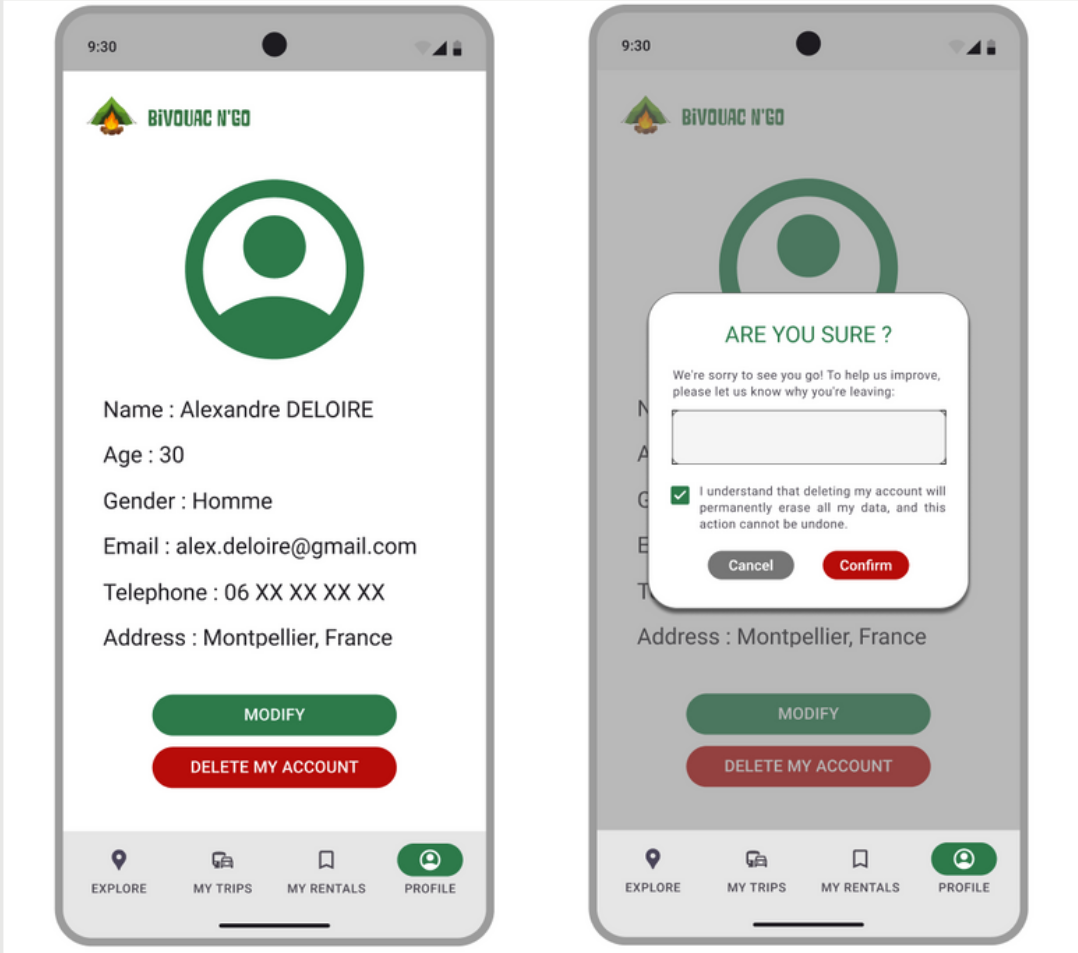 9:30
BiVOUAC N'GO
Name : Alexandre DELOIRE
Age : 30
Gender : Homme
Email : alex.deloire@gmail.com
Telephone : 06 XX XX XX XX
Address : Montpellier, France
MODIFY
DELETE MY ACCOUNT
EXPLORE
MY TRIPS
MY RENTALS
PROFILE
9:30
BiVOUAC N'GO
ARE YOU SURE ?
We're sorry to see you go! To help us improve,
please let us know why you're leaving:
I understand that deleting my account will
permanently erase all my data, and this
action cannot be undone.
Cancel
Confirm
Address : Montpellier, France
MODIFY
DELETE MY ACCOUNT
EXPLORE
MY TRIPS
MY RENTALS
PROFILE